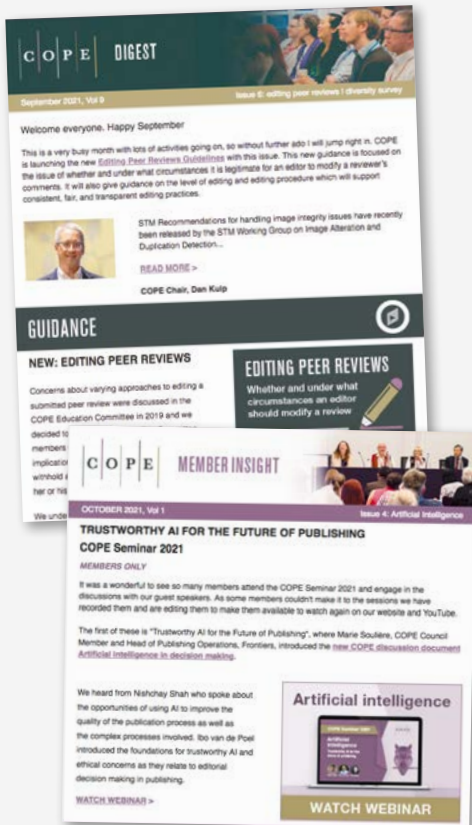 COPE DIGEST
September 2021, Vol 9
Issue 6: editing peer reviews | diversity survey
Welcome everyone. Happy September
This is a very busy month with lots of activities going on, so without further ado I will jump right in. COPE
is launching the new Editing Peer Reviews Guidelines with this issue. This new guidance is focused on
the issue of whether and under what circumstances it is legitimate for an editor to modify a reviewer's
comments. It will also give guidance on the level of editing and editing procedure which will support
consistent, fair, and transparent editing practices.
STM Recommendations for handling image integrity issues have recently
been released by the STM Working Group on Image Alteration and
Duplication Detection...
READ MORE >
COPE Chair, Dan Kulp
GUIDANCE
NEW: EDITING PEER REVIEWS
Concerns about varying approaches to editing a
submitted peer review were discussed in the
COPE Education Committee in 2019 and we
decided to
members
implication
withhold
her or his
We unde
EDITING PEER REVIEWS
Whether and under what
circumstances an editor
should modify a review
COPE MEMBER INSIGHT
OCTOBER 2021, Vol 1
Issue 4: Artificial Intelligence
TRUSTWORTHY AI FOR THE FUTURE OF PUBLISHING
COPE Seminar 2021
MEMBERS ONLY
It was a wonderful to see so many members attend the COPE Seminar 2021 and engage in the
discussions with our guest speakers. As some members couldn't make it to the sessions we have
recorded them and are editing them to make them available to watch again on our website and YouTube.
The first of these is "Trustworthy AI for the Future of Publishing", where Marie Soulière, COPE Council
Member and Head of Publishing Operations, Frontiers, introduced the new COPE discussion document
Artificial Intelligence in decision making.
We heard from Nishchay Shah who spoke about
the opportunities of using AI to improve the
quality of the publication process as well as
the complex processes involved. Ibo van de Poel
introduced the foundations for trustworthy AI and
ethical concerns as they relate to editorial
decision making in publishing.
WATCH WEBINAR >
Artificial intelligence
COPE Seminar 2021
Artificial
Intelligence
WATCH WEBINAR